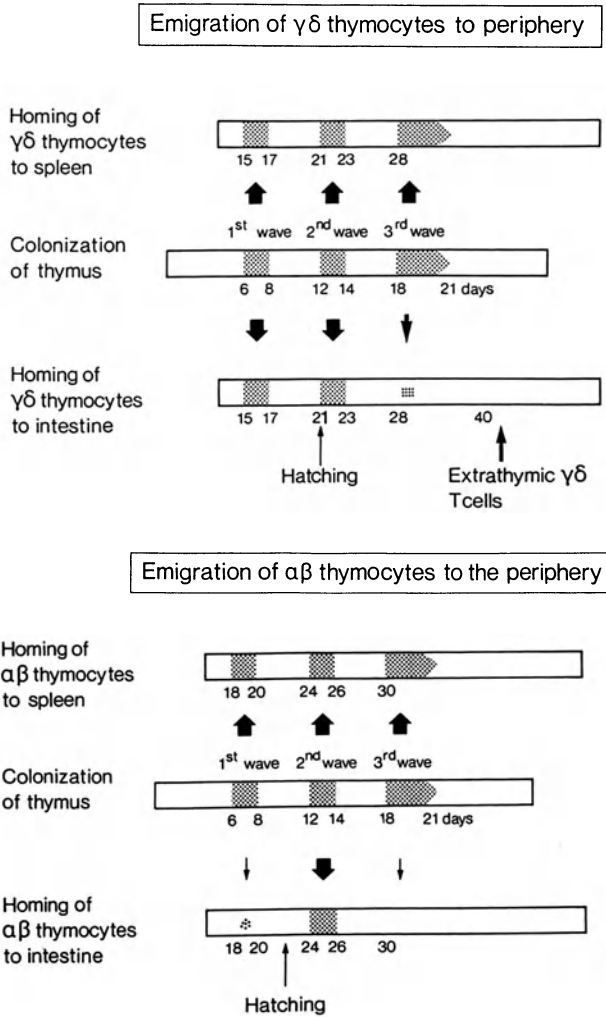 Emigration of γδ thymocytes to periphery
Homing of
γδ thymocytes
to spleen
15 17 21 23 28
1st wave 2nd wave 3rd wave
Colonization
of thymus
6 8 12 14 18 21 days
Homing of
γδ thymocytes
to intestine
15 17 21 23 28 40
Hatching
Extrathymic γδ
Tcells
Emigration of αβ thymocytes to the periphery
Homing of
αβ thymocytes
to spleen
18 20 24 26 30
1st wave 2nd wave 3rd wave
Colonization
of thymus
6 8 12 14 18 21 days
Homing of
αβ thymocytes
to intestine
18 20 24 26 30
Hatching